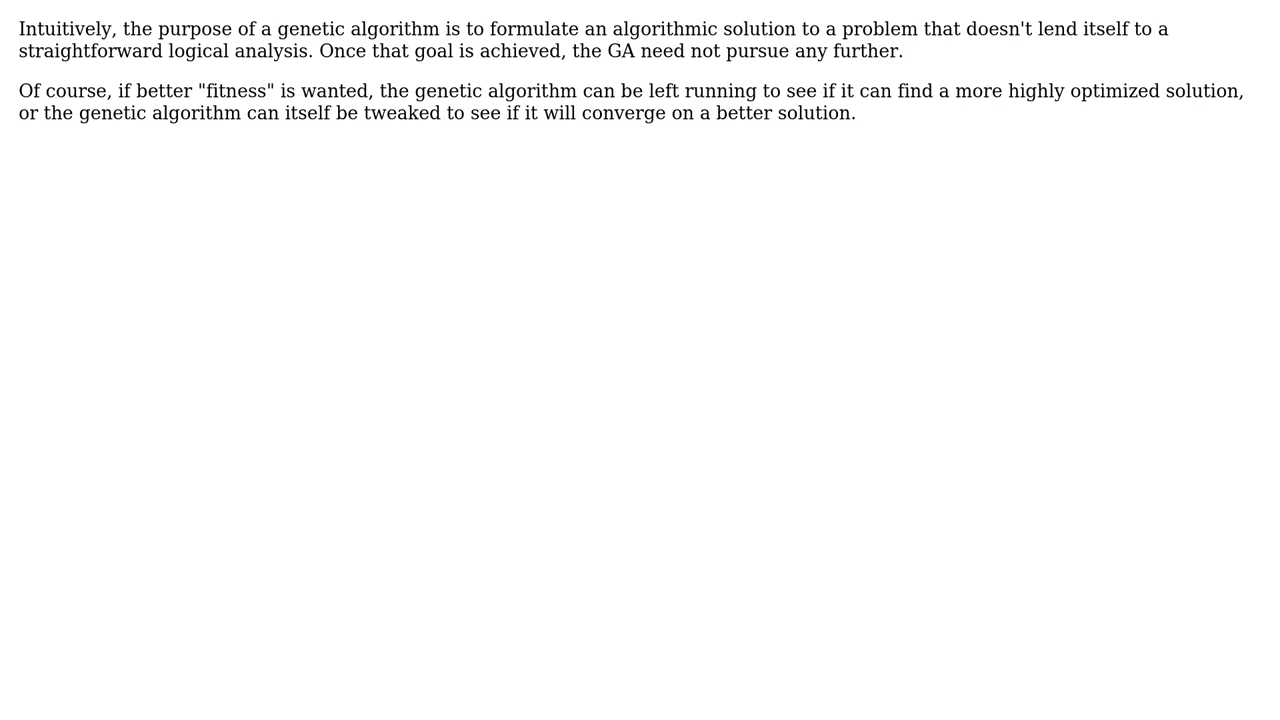 Intuitively, the purpose of a genetic algorithm is to formulate an algorithmic solution to a problem that doesn't lend itself to a
straightforward logical analysis. Once that goal is achieved, the GA need not pursue any further.
Of course, if better "fitness" is wanted, the genetic algorithm can be left running to see if it can find a more highly optimized solution,
or the genetic algorithm can itself be tweaked to see if it will converge on a better solution.